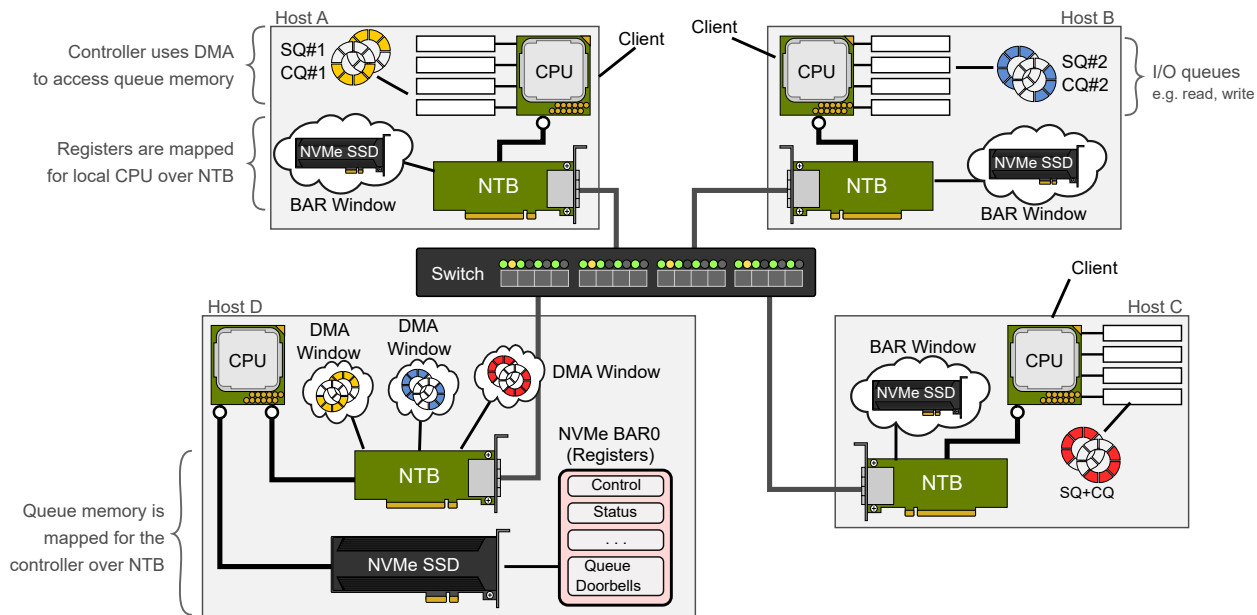 Host A
Controller uses DMA
to access queue memory
SQ#1
CQ#1
CPU
Client
Registers are mapped
for local CPU over NTB
NVMe SSD
BAR Window
NTB
Host B
Client
CPU
SQ#2
CQ#2
I/O queues
e.g. read, write
NTB
NVMe SSD
BAR Window
Switch
Host D
CPU
DMA
Window
DMA
Window
DMA Window
NTB
NVMe BAR0
(Registers)
Control
Status
. . .
Queue
Doorbells
NVMe SSD
Queue memory is
mapped for the
controller over NTB
Client
Host C
BAR Window
NVMe SSD
CPU
NTB
SQ+CQ